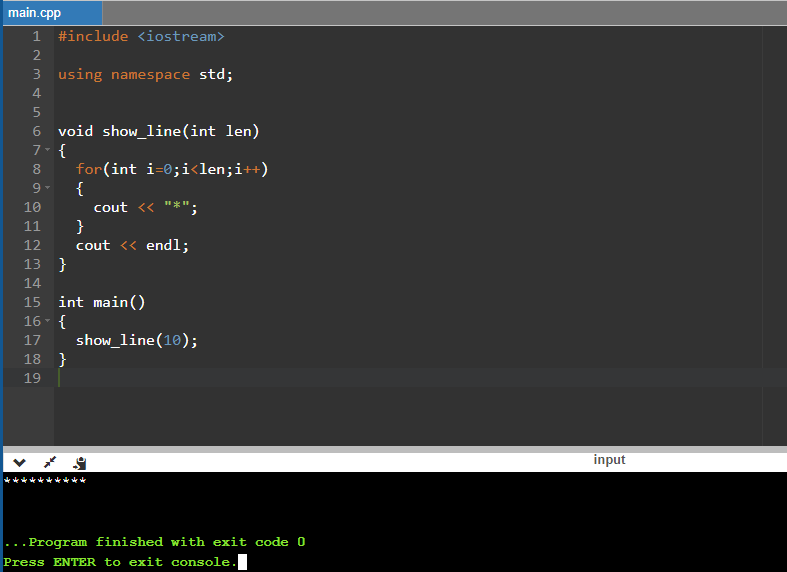 main.cpp
1 #include <iostream>
2
3 using namespace std;
4
5
6 void show_line(int len)
7 {
8   for(int i=0;i<len;i++)
9   {
10     cout << "*";
11   }
12   cout << endl;
13 }
14
15 int main()
16 {
17   show_line(10);
18 }
19
input
**********
...Program finished with exit code 0
Press ENTER to exit console.